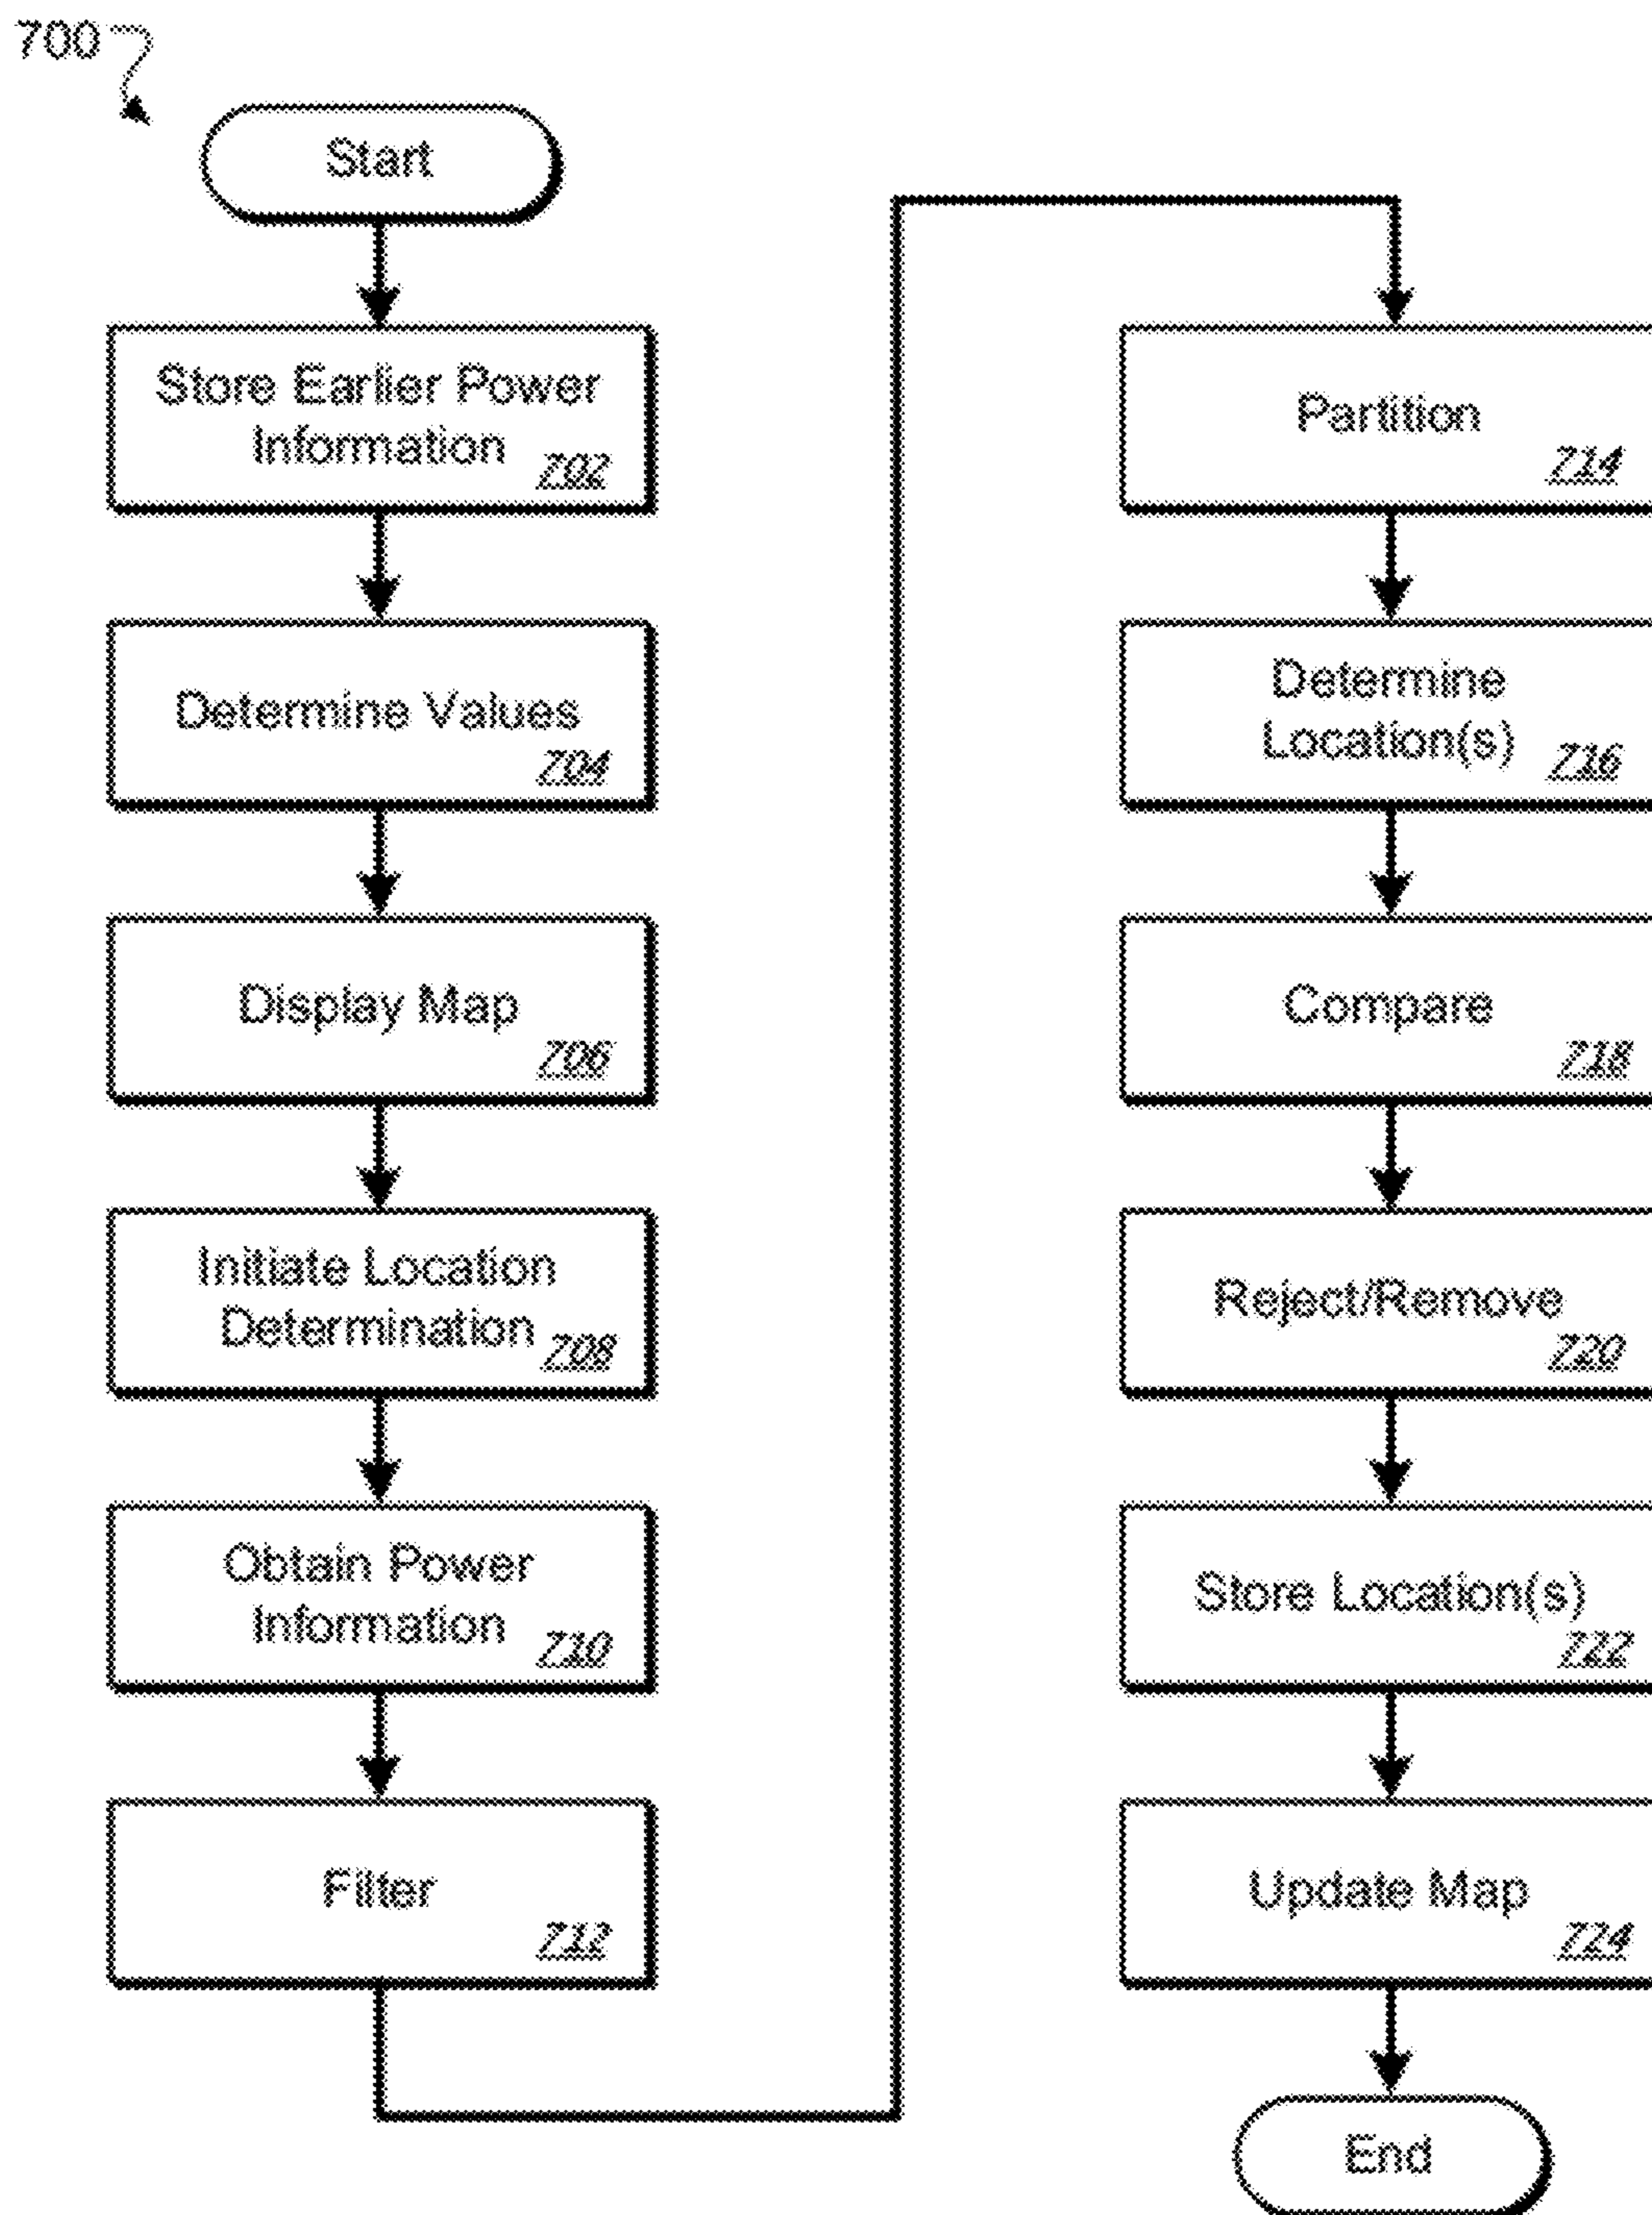 700
Start
Store Earlier Power
Information
702
Determine Values
704
Display Map
706
Initiate Location
Determination
708
Obtain Power
Information
710
Filter
712
Partition
714
Determine
Location(s)
716
Compare
718
Reject/Remove
720
Store Location(s)
722
Update Map
724
End